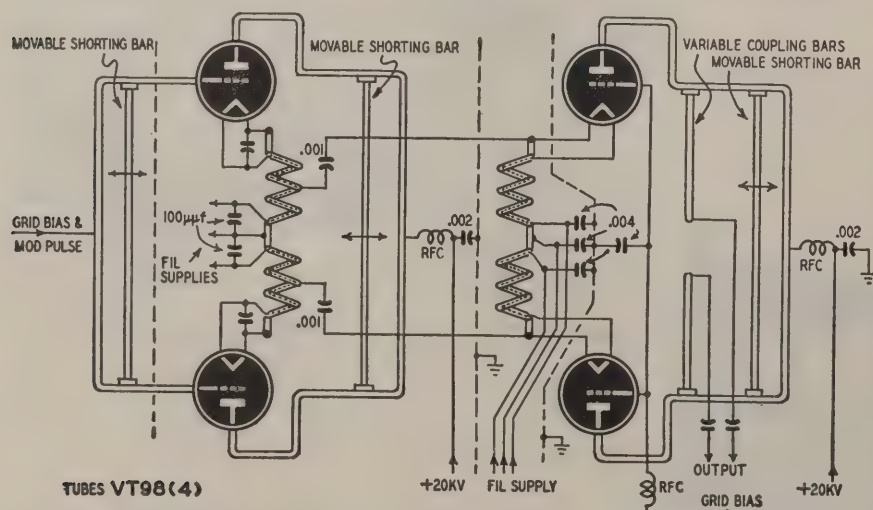 MOVABLE SHORTING BAR
MOVABLE SHORTING BAR
VARIABLE COUPLING BARS
MOVABLE SHORTING BAR
.001
100μμf
.004
GRID BIAS &
MOD PULSE
.002
RFC
.002
RFC
FIL
SUPPLIES
.001
TUBES VT98(4)
+20KV
FIL SUPPLY
RFC
OUTPUT
GRID BIAS
+20KV